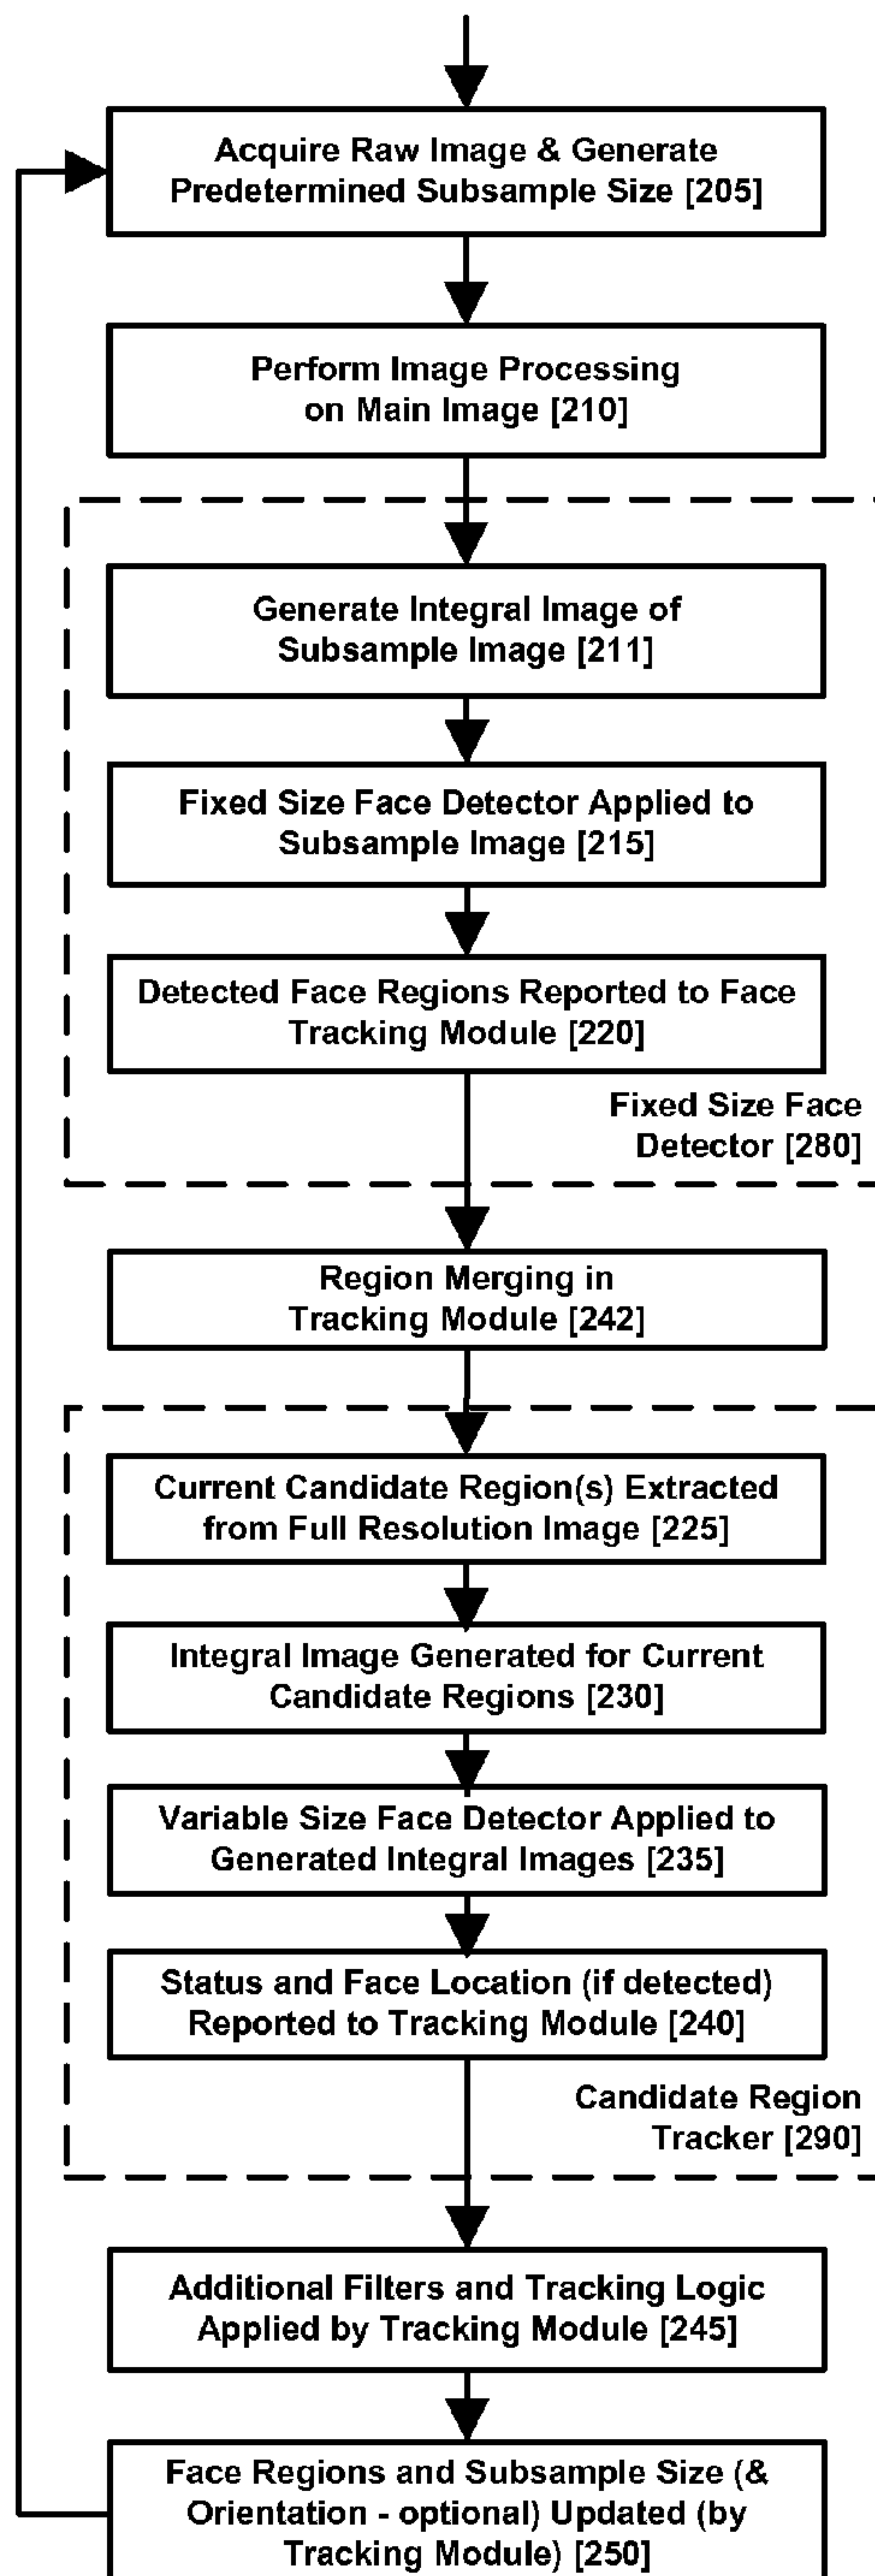 Acquire Raw Image & Generate
Predetermined Subsample Size [205]
Perform Image Processing
on Main Image [210]
Generate Integral Image of
Subsample Image [211]
Fixed Size Face Detector Applied to
Subsample Image [215]
Detected Face Regions Reported to Face
Tracking Module [220]
Fixed Size Face
Detector [280]
Region Merging in
Tracking Module [242]
Current Candidate Region(s) Extracted
from Full Resolution Image [225]
Integral Image Generated for Current
Candidate Regions [230]
Variable Size Face Detector Applied to
Generated Integral Images [235]
Status and Face Location (if detected)
Reported to Tracking Module [240]
Candidate Region
Tracker [290]
Additional Filters and Tracking Logic
Applied by Tracking Module [245]
Face Regions and Subsample Size (&
Orientation - optional) Updated (by
Tracking Module) [250]